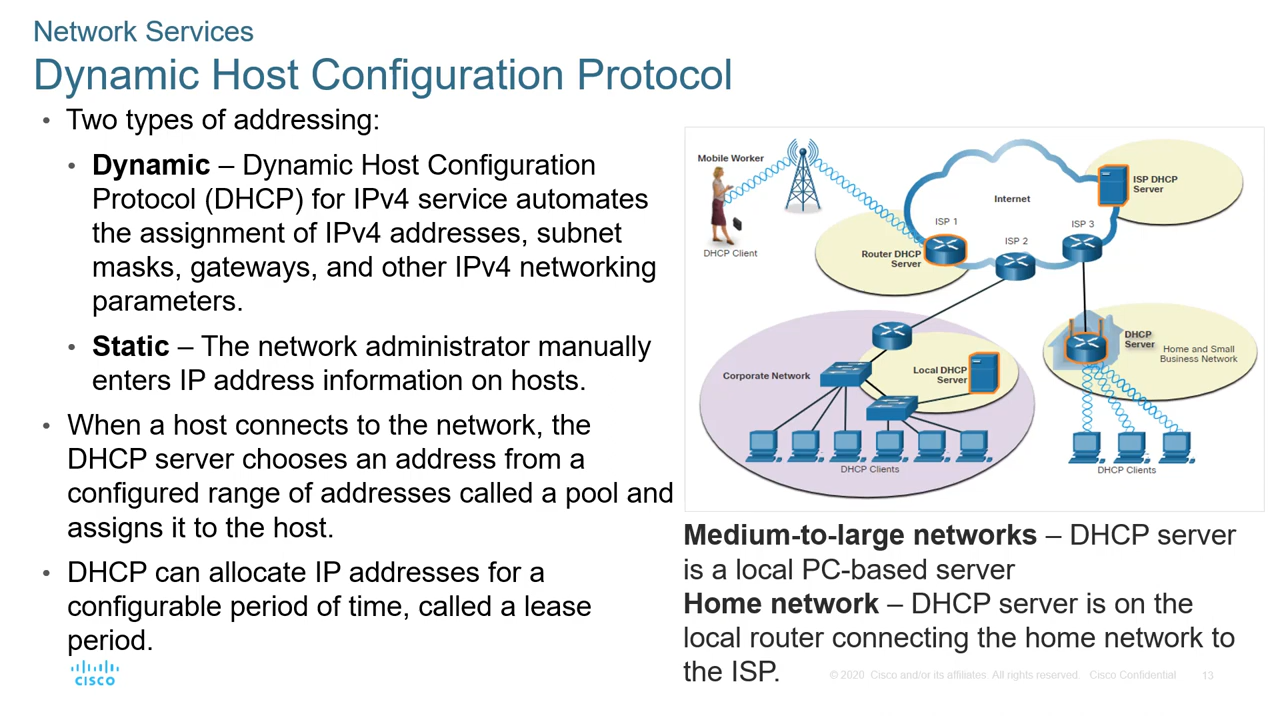 Network Services
Dynamic Host Configuration Protocol
• Two types of addressing:
• Dynamic – Dynamic Host Configuration
Protocol (DHCP) for IPv4 service automates
the assignment of IPv4 addresses, subnet
masks, gateways, and other IPv4 networking
parameters.
• Static – The network administrator manually
enters IP address information on hosts.
• When a host connects to the network, the
DHCP server chooses an address from a
configured range of addresses called a pool and
assigns it to the host.
• DHCP can allocate IP addresses for a
configurable period of time, called a lease
period.
Mobile Worker
DHCP Client
Internet
ISP DHCP
Server
ISP 1
ISP 2
ISP 3
Router DHCP
Server
Corporate Network
Local DHCP
Server
DHCP Clients
DHCP
Server
Home and Small
Business Network
DHCP Clients
Medium-to-large networks – DHCP server
is a local PC-based server
Home network – DHCP server is on the
local router connecting the home network to
the ISP.
CISCO
© 2020 Cisco and/or its affiliates. All rights reserved. Cisco Confidential
13